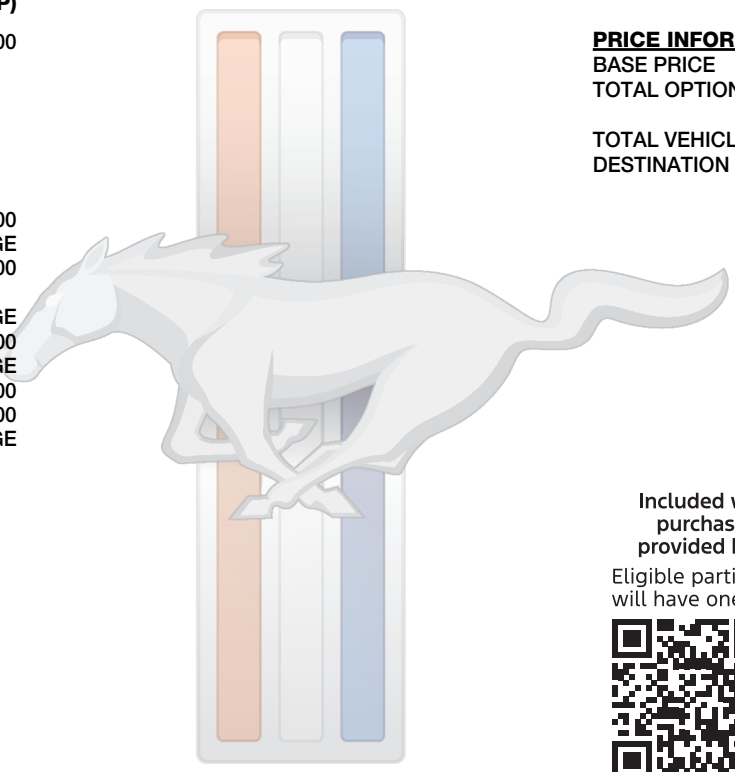 P)
00
00
GE
00
GE
00
GE
00
00
GE
PRICE INFOR
BASE PRICE
TOTAL OPTION
TOTAL VEHICL
DESTINATION
Included w
purchas
provided b
Eligible parti
will have one